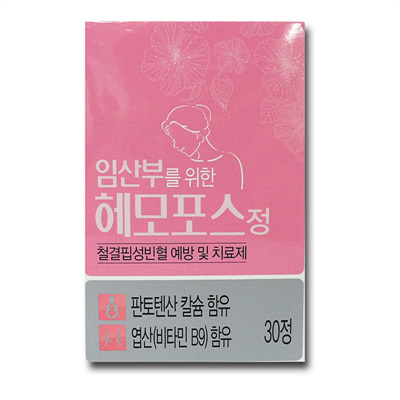 임산부를 위한
헤모포스정
철결핍성빈혈 예방 및 치료제
판토텐산 칼슘 함유
엽산(비타민 B9) 함유
30정